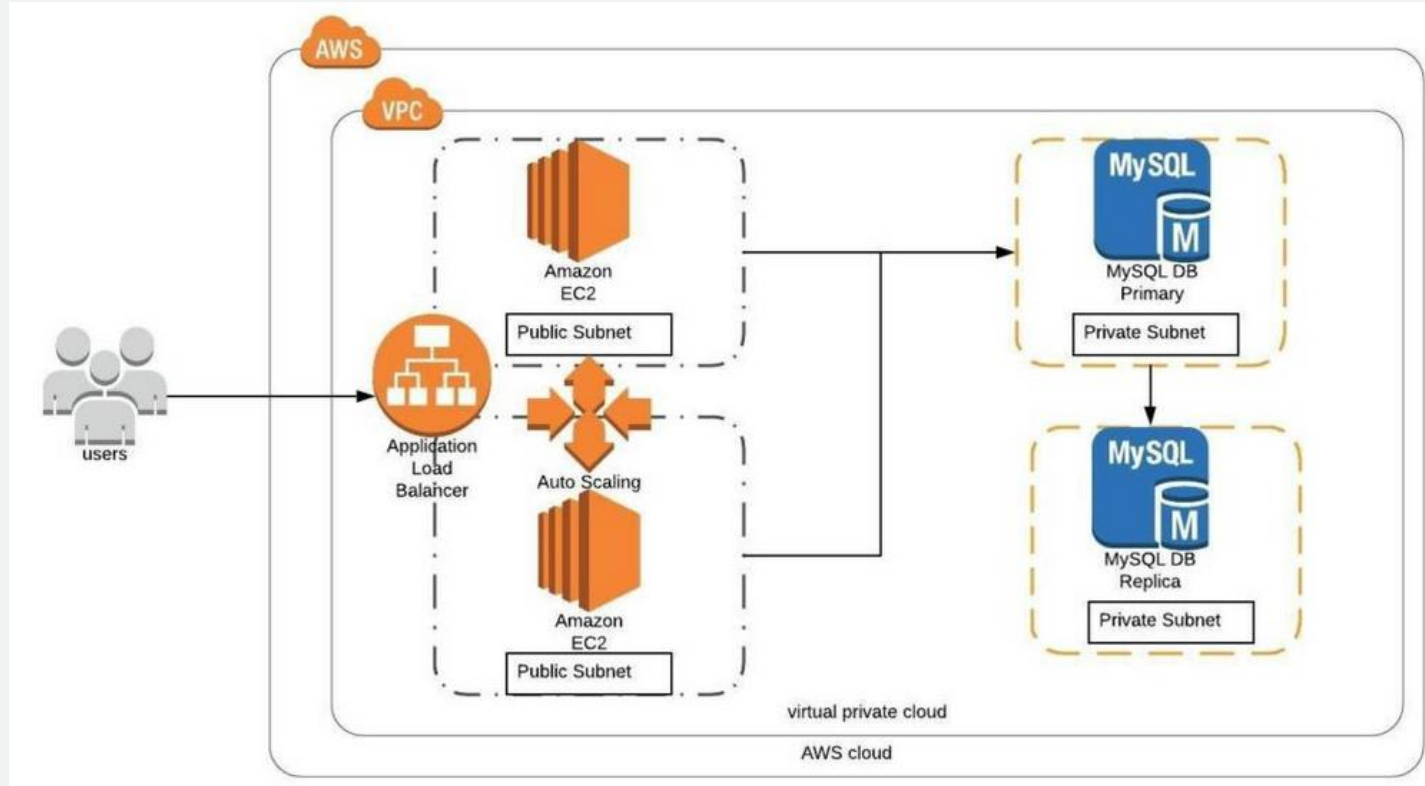 AWS
VPC
Amazon
EC2
Public Subnet
MySQL
M
MySQL DB
Primary
Private Subnet
users
Application
Load
Balancer
Auto Scaling
Amazon
EC2
Public Subnet
MySQL
M
MySQL DB
Replica
Private Subnet
virtual private cloud
AWS cloud